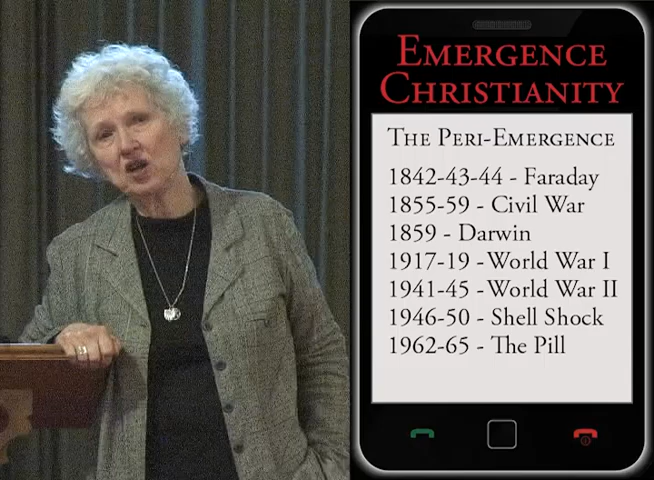 EMERGENCE
CHRISTIANITY
THE PERI-EMERGENCE
1842-43-44 - Faraday
1855-59 - Civil War
1859 - Darwin
1917-19 -World War I
1941-45 -World War II
1946-50 - Shell Shock
1962-65 - The Pill